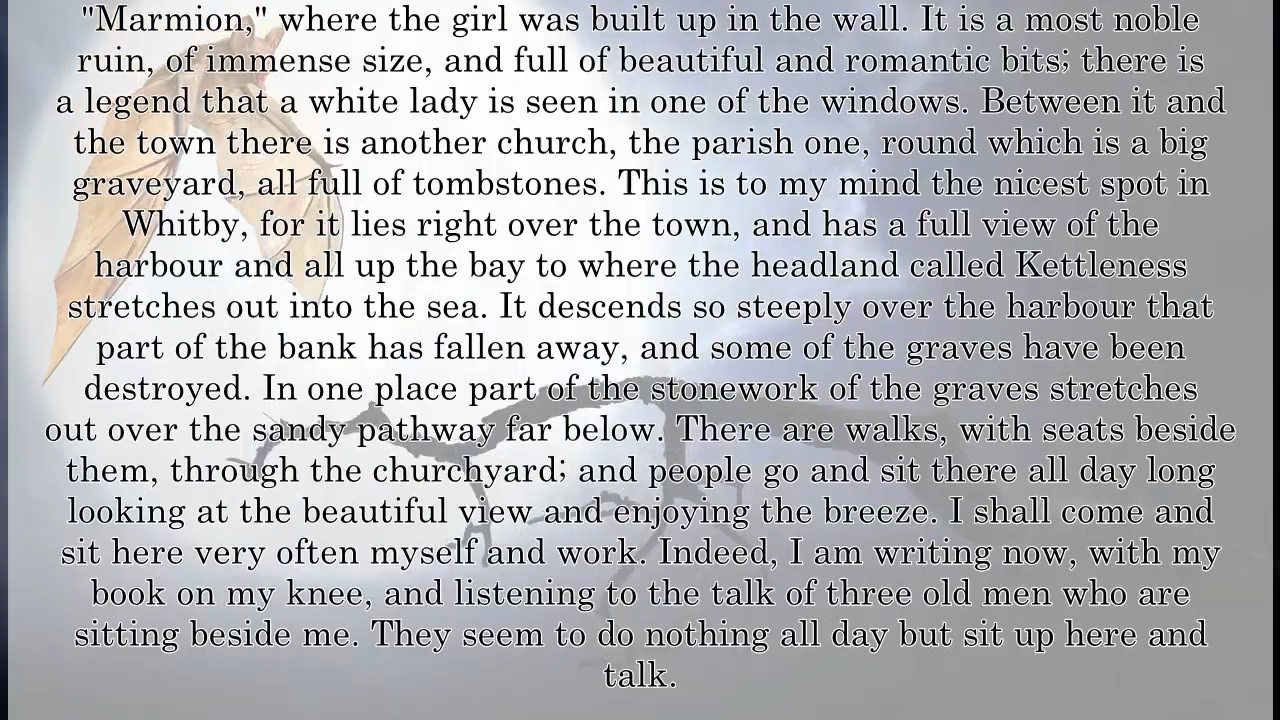 "Marmion," where the girl was built up in the wall. It is a most noble
ruin, of immense size, and full of beautiful and romantic bits; there is
a legend that a white lady is seen in one of the windows. Between it and
the town there is another church, the parish one, round which is a big
graveyard, all full of tombstones. This is to my mind the nicest spot in
Whitby, for it lies right over the town, and has a full view of the
harbour and all up the bay to where the headland called Kettleness
stretches out into the sea. It descends so steeply over the harbour that
part of the bank has fallen away, and some of the graves have been
destroyed. In one place part of the stonework of the graves stretches
out over the sandy pathway far below. There are walks, with seats beside
them, through the churchyard; and people go and sit there all day long
looking at the beautiful view and enjoying the breeze. I shall come and
sit here very often myself and work. Indeed, I am writing now, with my
book on my knee, and listening to the talk of three old men who are
sitting beside me. They seem to do nothing all day but sit up here and
talk.